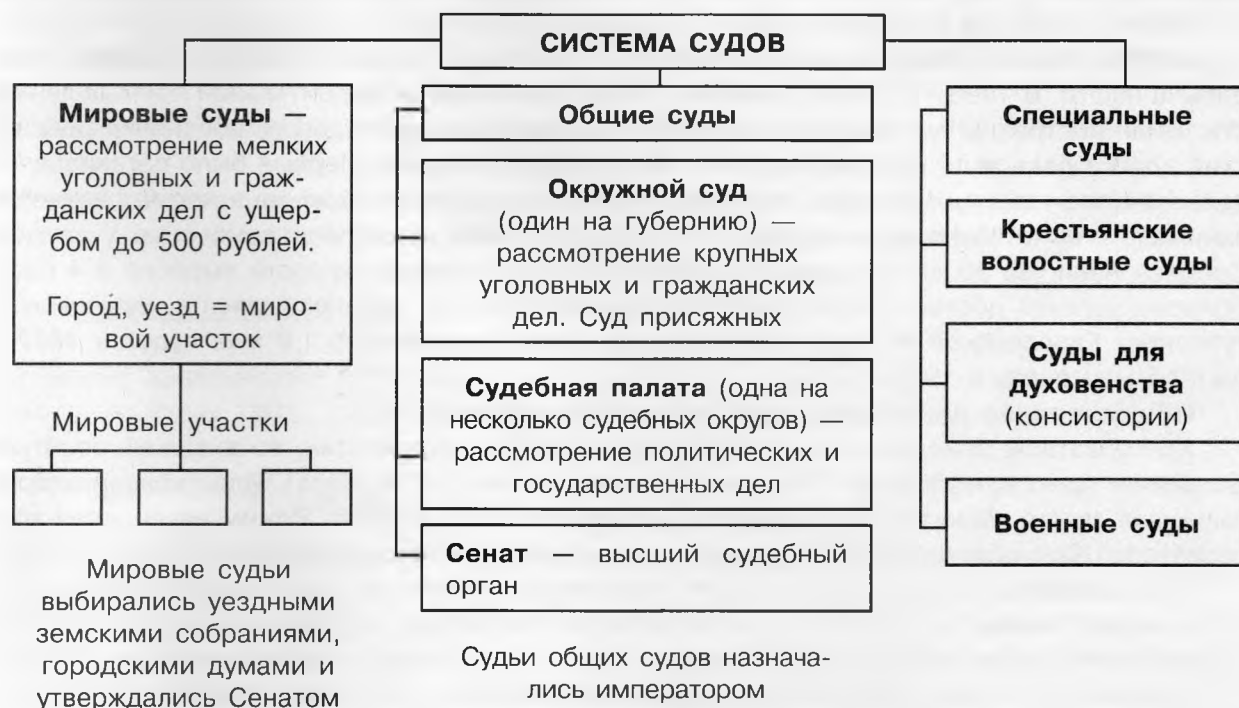 СИСТЕМА СУДОВ
Мировые суды —
рассмотрение мелких
уголовных и граж-
данских дел с ущер-
бом до 500 рублей.
Город, уезд – миро-
вой участок
Мировые участки
Мировые судьи
выбирались уездными
земскими собраниями,
городскими думами и
утверждались Сенатом
Общие суды
Окружной суд
(один на губернию) —
рассмотрение крупных
уголовных и гражданских
дел. Суд присяжных
Судебная палата (одна на
несколько судебных округов) —
рассмотрение политических и
государственных дел
Сенат — высший судебный
орган
Судьи общих судов назнача-
лись императором
Специальные
суды
Крестьянские
волостные суды
Суды для
духовенства
(консистории)
Военные суды